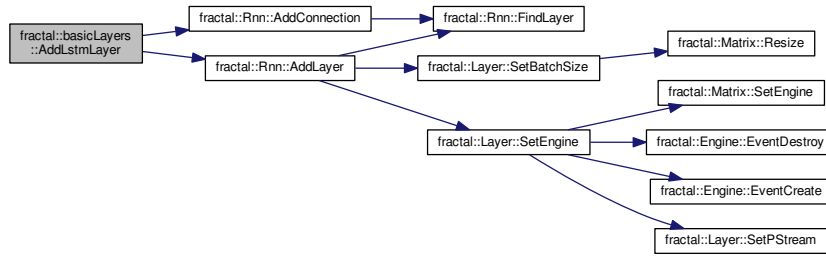 fractal::basicLayers
::AddLstmLayer
fractal::Rnn::AddConnection
fractal::Rnn::FindLayer
fractal::Rnn::AddLayer
fractal::Layer::SetBatchSize
fractal::Matrix::Resize
fractal::Layer::SetEngine
fractal::Matrix::SetEngine
fractal::Engine::EventDestroy
fractal::Engine::EventCreate
fractal::Layer::SetPStream